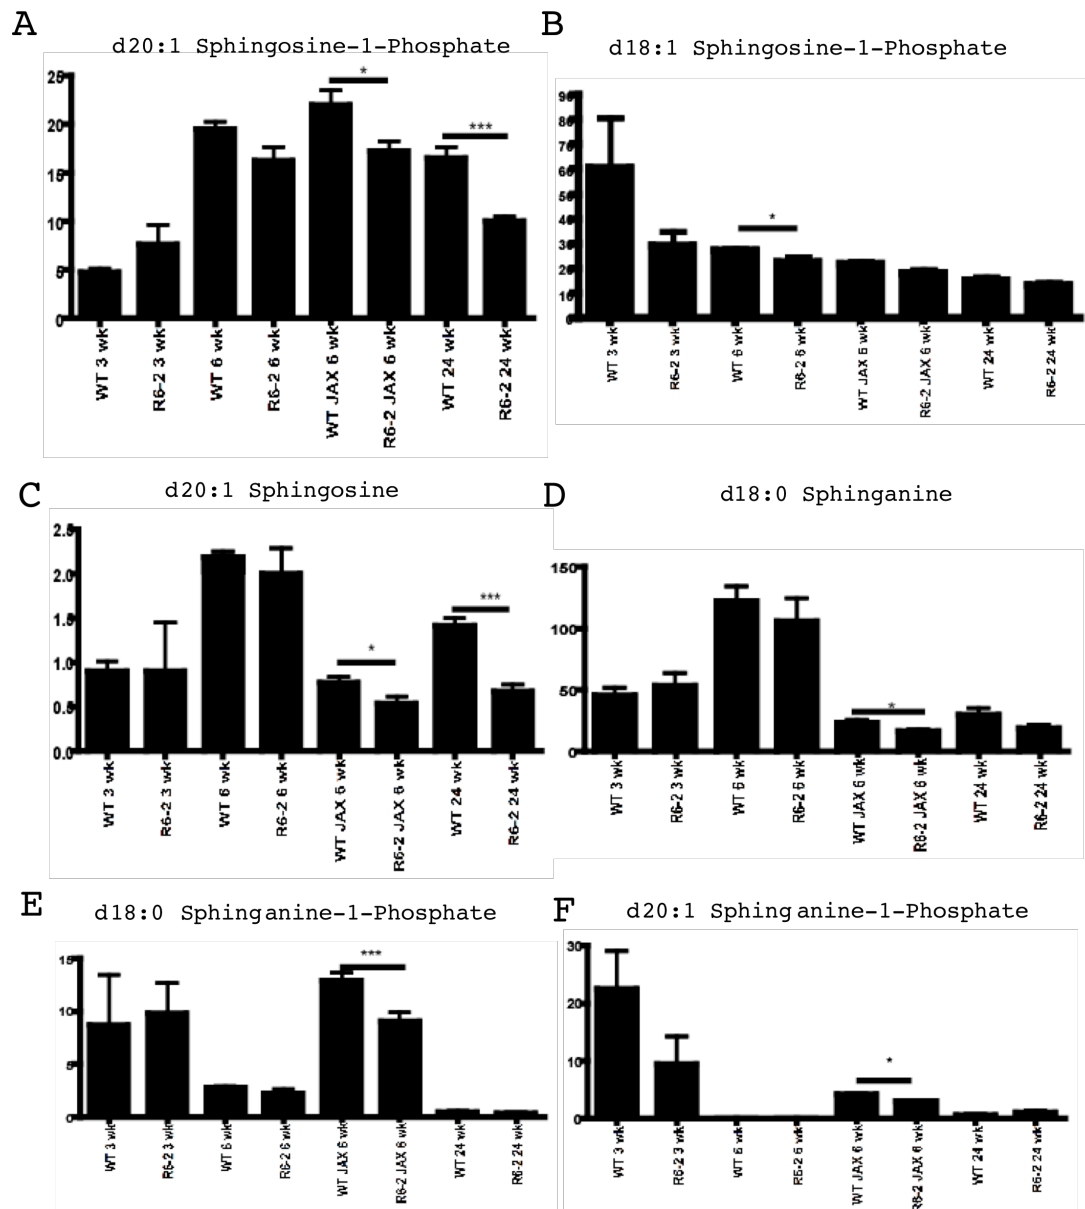 A
d20:1 Sphingosine-1-Phosphate
25
20
15
10
5
0
*
***
WT 3 wk
R6-2 3 wk
WT 6 wk
R6-2 6 wk
WT JAX 6 wk
R6-2 JAX 6 wk
WT 24 wk
R6-2 24 wk
B
d18:1 Sphingosine-1-Phosphate
90
80
70
60
50
40
30
20
10
0
*
WT 3 wk
R6-2 3 wk
WT 6 wk
R6-2 6 wk
WT JAX 6 wk
R6-2 JAX 6 wk
WT 24 wk
R6-2 24 wk
C
d20:1 Sphingosine
2.5
2.0
1.5
1.0
0.5
0.0
*
***
WT 3 wk
R6-2 3 wk
WT 6 wk
R6-2 6 wk
WT JAX 6 wk
R6-2 JAX 6 wk
WT 24 wk
R6-2 24 wk
D
d18:0 Sphinganine
150
100
50
0
*
WT 3 wk
R6-2 3 wk
WT 6 wk
R6-2 6 wk
WT JAX 6 wk
R6-2 JAX 6 wk
WT 24 wk
R6-2 24 wk
E
d18:0 Sphinganine-1-Phosphate
15
10
5
0
***
WT 3 wk
R6-2 3 wk
WT 6 wk
R6-2 6 wk
WT JAX 6 wk
R6-2 JAX 6 wk
WT 24 wk
R6-2 24 wk
F
d20:1 Sphinganine-1-Phosphate
30
20
10
0
*
WT 3 wk
R6-2 3 wk
WT 6 wk
R6-2 6 wk
WT JAX 6 wk
R6-2 JAX 6 wk
WT 24 wk
R6-2 24 wk